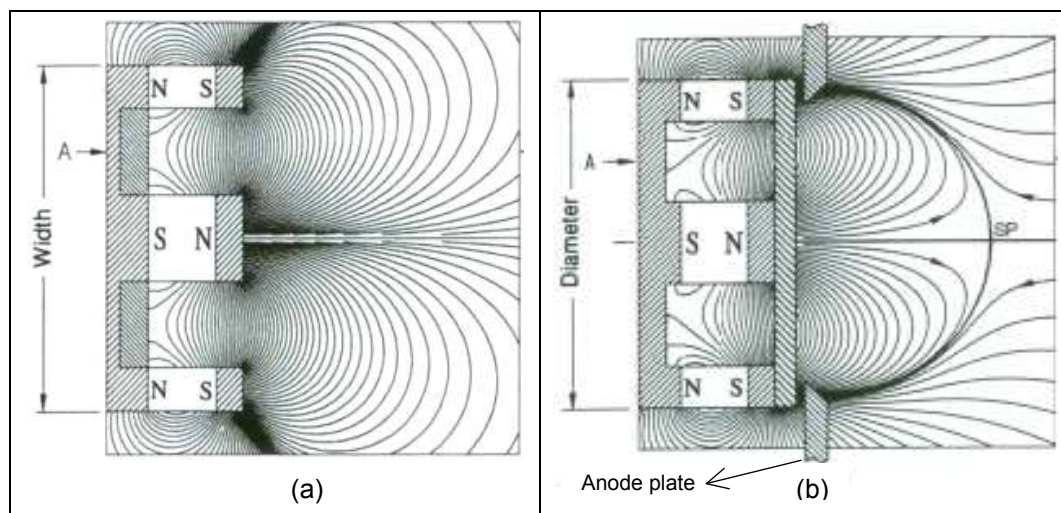 N S
A
Width
S N
N S
(a)
N S
A
Diameter
S N
SP
N S
Anode plate
(b)